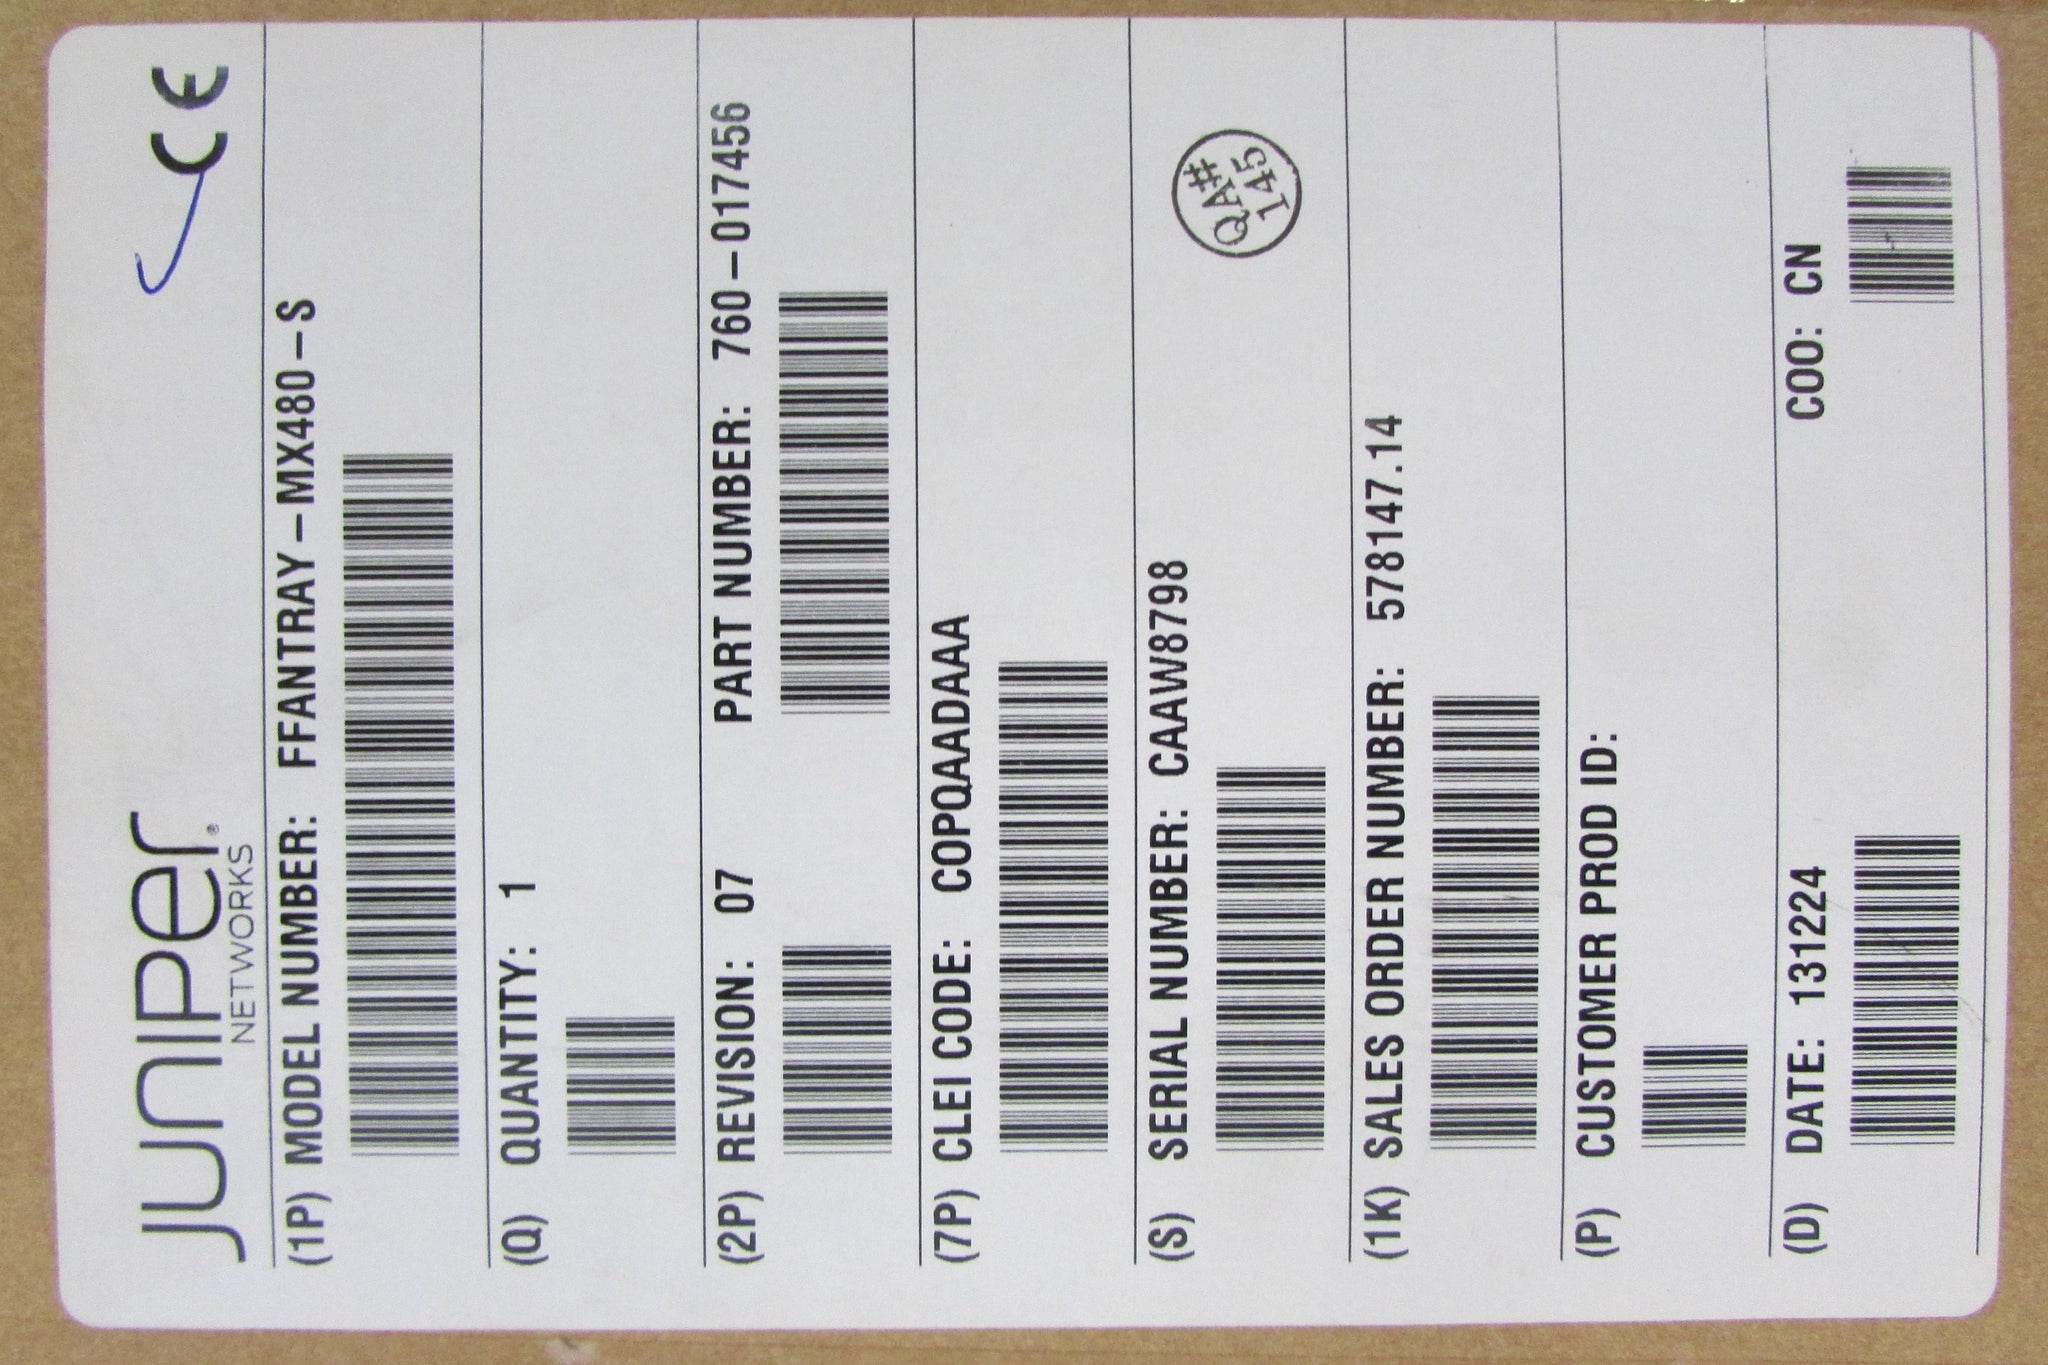 JUNIPER®
NETWORKS
CE
(1P) MODEL NUMBER: FFANTRAY-MX480-S
(Q) QUANTITY: 1
(2P) REVISION: 07 PART NUMBER: 760-017456
(7P) CLEI CODE: COPQAADAAA
(S) SERIAL NUMBER: CAAW8798
QA#
145
(1K) SALES ORDER NUMBER: 578147.14
(P) CUSTOMER PROD ID:
(D) DATE: 131224 COO: CN